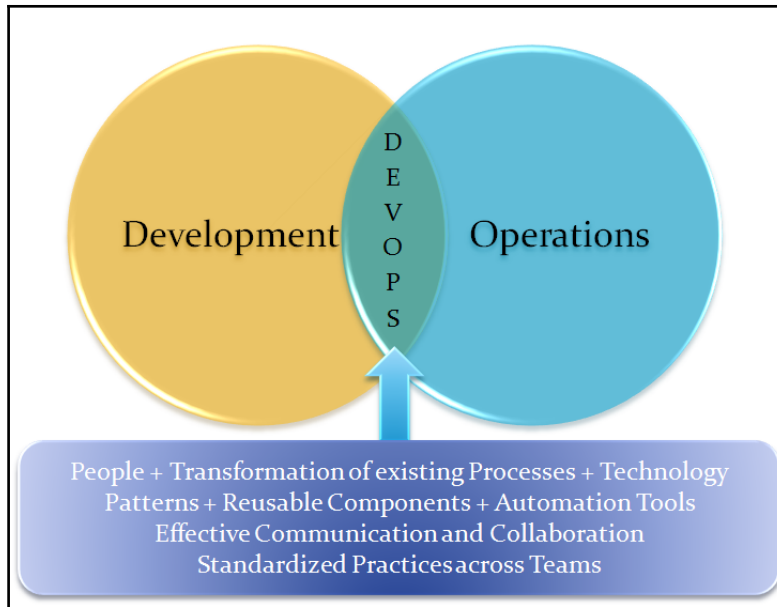 Development
DEVOPS
Operations
People + Transformation of existing Processes + Technology
Patterns + Reusable Components + Automation Tools
Effective Communication and Collaboration
Standardized Practices across Teams